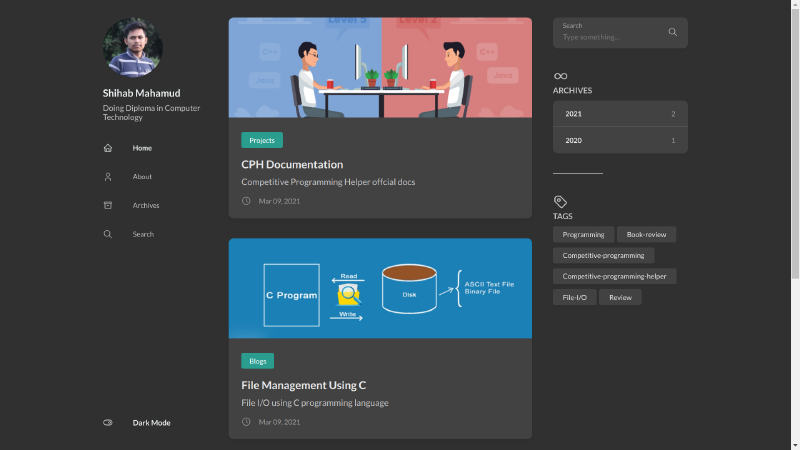 Shihab Mahamud
Doing Diploma in Computer
Technology
Home
About
Archives
Search
Dark Mode
Level 5
Level 2
C++
Java
C++
Java
Projects
CPH Documentation
Competitive Programming Helper offcial docs
Mar 09, 2021
C Program
Read
Write
Disk
ASCII Text File
Binary File
Blogs
File Management Using C
File I/O using C programming language
Mar 09, 2021
Search
Type something...
ARCHIVES
2021 2
2020 1
TAGS
Programming Book-review
Competitive-programming
Competitive-programming-helper
File-I/O Review